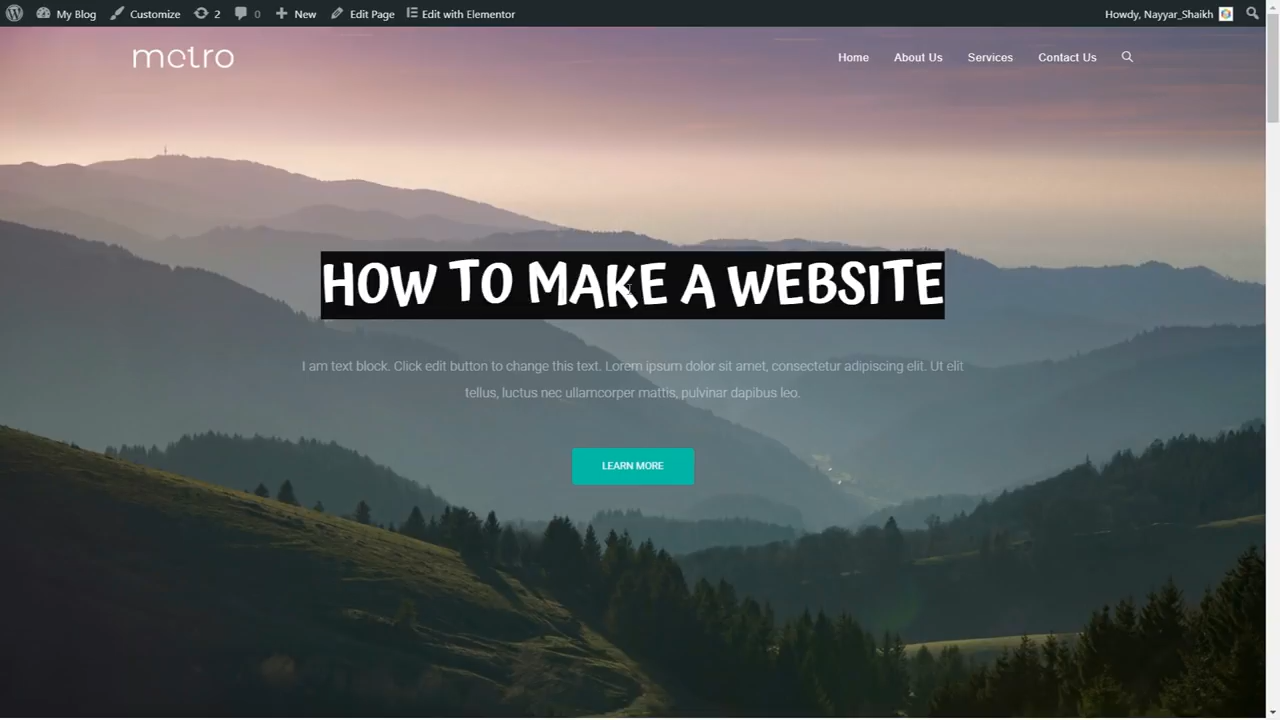 My Blog Customize 2 0 New Edit Page Edit with Elementor Howdy, Nayyar_Shaikh
metro Home About Us Services Contact Us
HOW TO MAKE A WEBSITE
I am text block. Click edit button to change this text. Lorem ipsum dolor sit amet, consectetur adipiscing elit. Ut elit
tellus, luctus nec ullamcorper mattis, pulvinar dapibus leo.
LEARN MORE